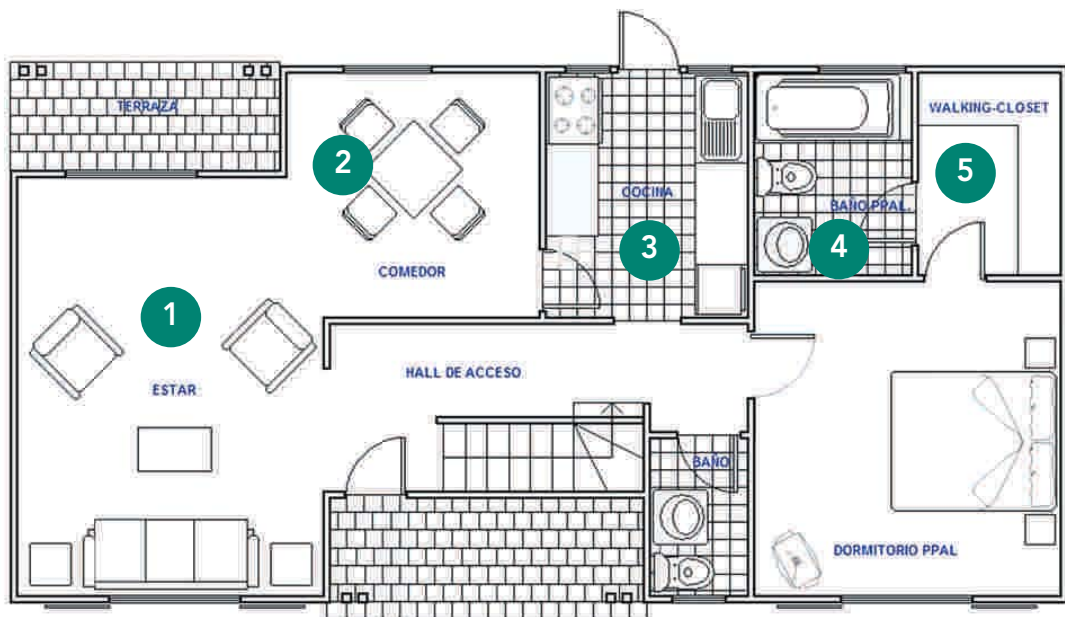 TERRAZA
WALKING-CLOSET
2
5
COCINA
BAÑO PPAL.
3
4
COMEDOR
1
HALL DE ACCESO
ESTAR
BAÑO
DORMITORIO PPAL